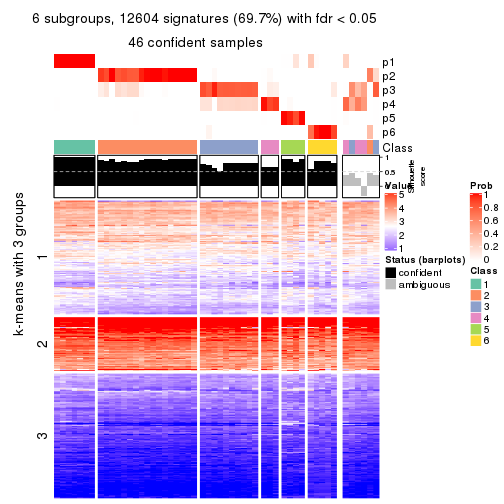 6 subgroups, 12604 signatures (69.7%) with fdr < 0.05
46 confident samples
p1
p2
p3
p4
p5
p6
Class
1
0.5
0
Silhouette
score
k-means with 3 groups
1
2
3
Value
5
4
3
2
1
Status (barplots)
confident
ambiguous
Prob
1
0.8
0.6
0.4
0.2
0
Class
1
2
3
4
5
6